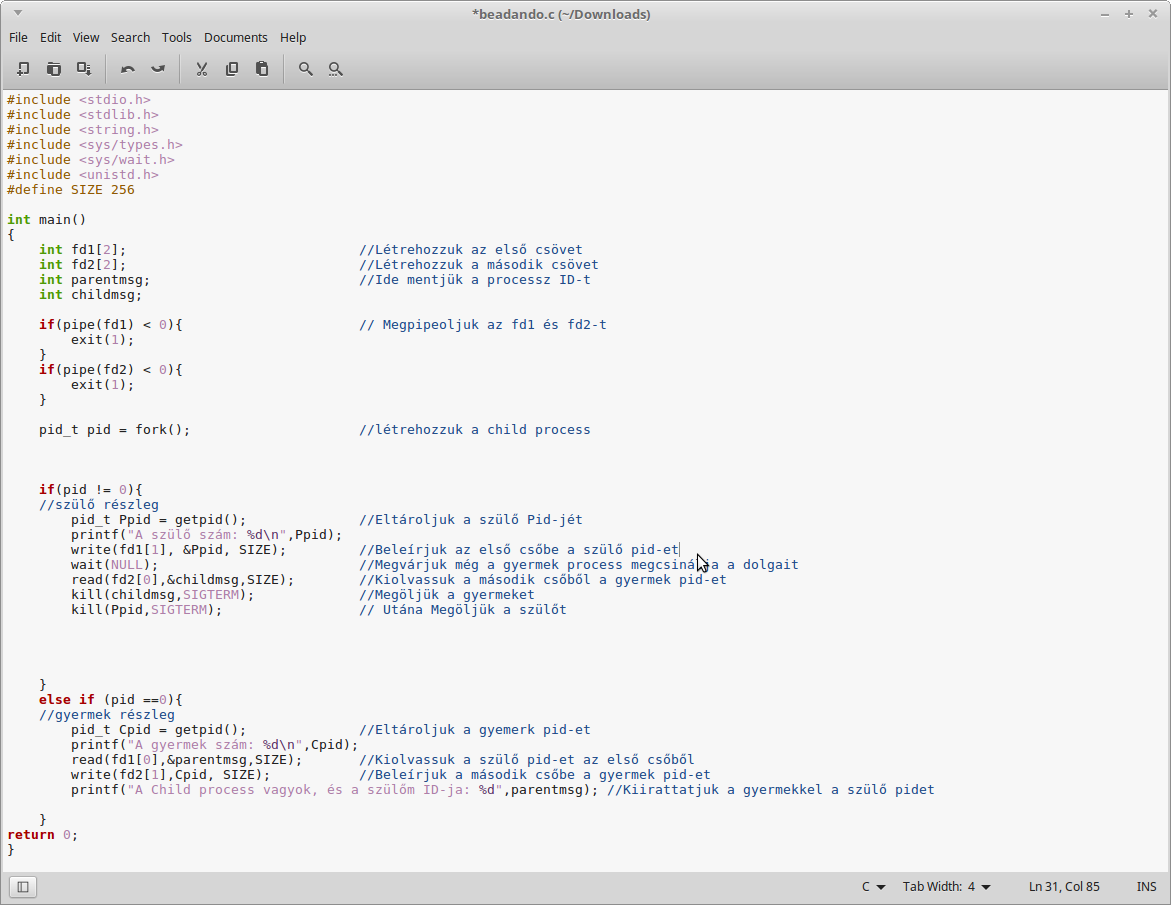 *beadando.c (~/Downloads)
File Edit View Search Tools Documents Help
#include <stdio.h>
#include <stdlib.h>
#include <string.h>
#include <sys/types.h>
#include <sys/wait.h>
#include <unistd.h>
#define SIZE 256
int main()
{
int fd1[2]; //Létrehozzuk az első csövet
int fd2[2]; //Létrehozzuk a második csövet
int parentmsg; //Ide mentjük a processz ID-t
int childmsg;
if(pipe(fd1) < 0){ // Megpipeoljuk az fd1 és fd2-t
exit(1);
}
if(pipe(fd2) < 0){
exit(1);
}
pid_t pid = fork(); //létrehozzuk a child process
if(pid != 0){
//szülő részleg
pid_t Ppid = getpid(); //Eltároljuk a szülő Pid-jét
printf("A szülő szám: %d\n",Ppid);
write(fd1[1], &Ppid, SIZE); //Beleírjuk az első csőbe a szülő pid-et
wait(NULL); //Megvárjuk még a gyermek process a dolgait
read(fd2[0],&childmsg,SIZE); //Kiolvassuk a második csőből a gyermek pid-et
kill(childmsg,SIGTERM); //Megöljük a gyermeket
kill(Ppid,SIGTERM); // Utána Megöljük a szülőt
}
else if (pid ==0){
//gyermek részleg
pid_t Cpid = getpid(); //Eltároljuk a gyemerk pid-et
printf("A gyermek szám: %d\n",Cpid);
read(fd1[0],&parentmsg,SIZE); //Kiolvassuk a szülő pid-et az első csőből
write(fd2[1],Cpid, SIZE); //Beleírjuk a második csőbe a gyermek pid-et
printf("A Child process vagyok, és a szülőm ID-ja: %d",parentmsg); //Kiirattatjuk a gyermekkel a szülő pidet
}
return 0;
}
C Tab Width: 4 Ln 31, Col 85 INS